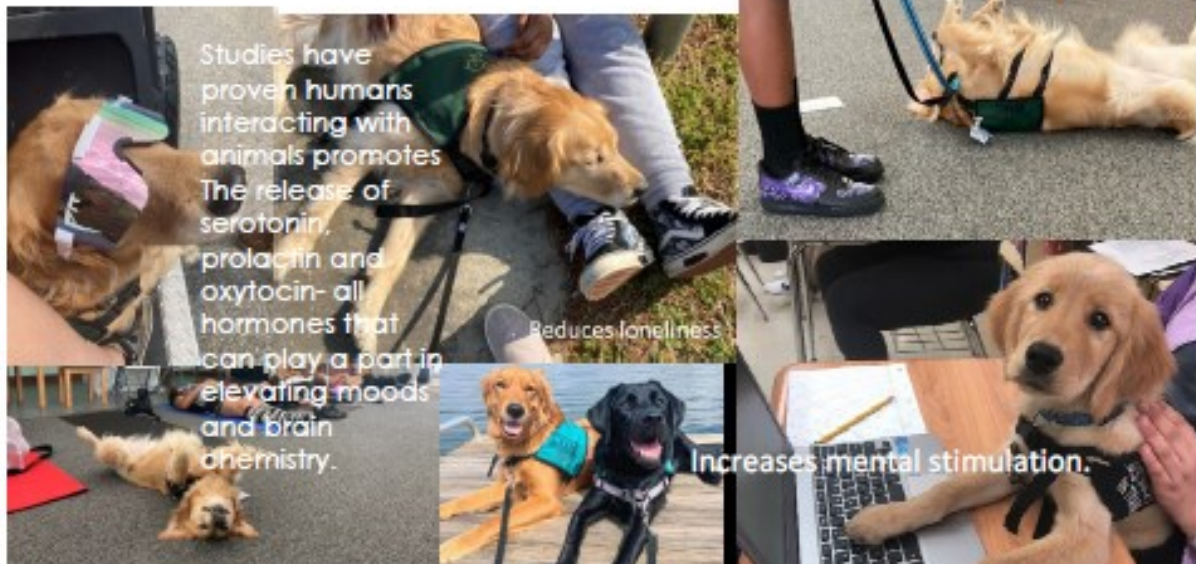 Studies have
proven humans
interacting with
animals promotes
The release of
serotonin,
prolactin and
oxytocin- all
hormones that
can play a part in
elevating moods
and brain
chemistry.
Reduces loneliness
Increases mental stimulation.